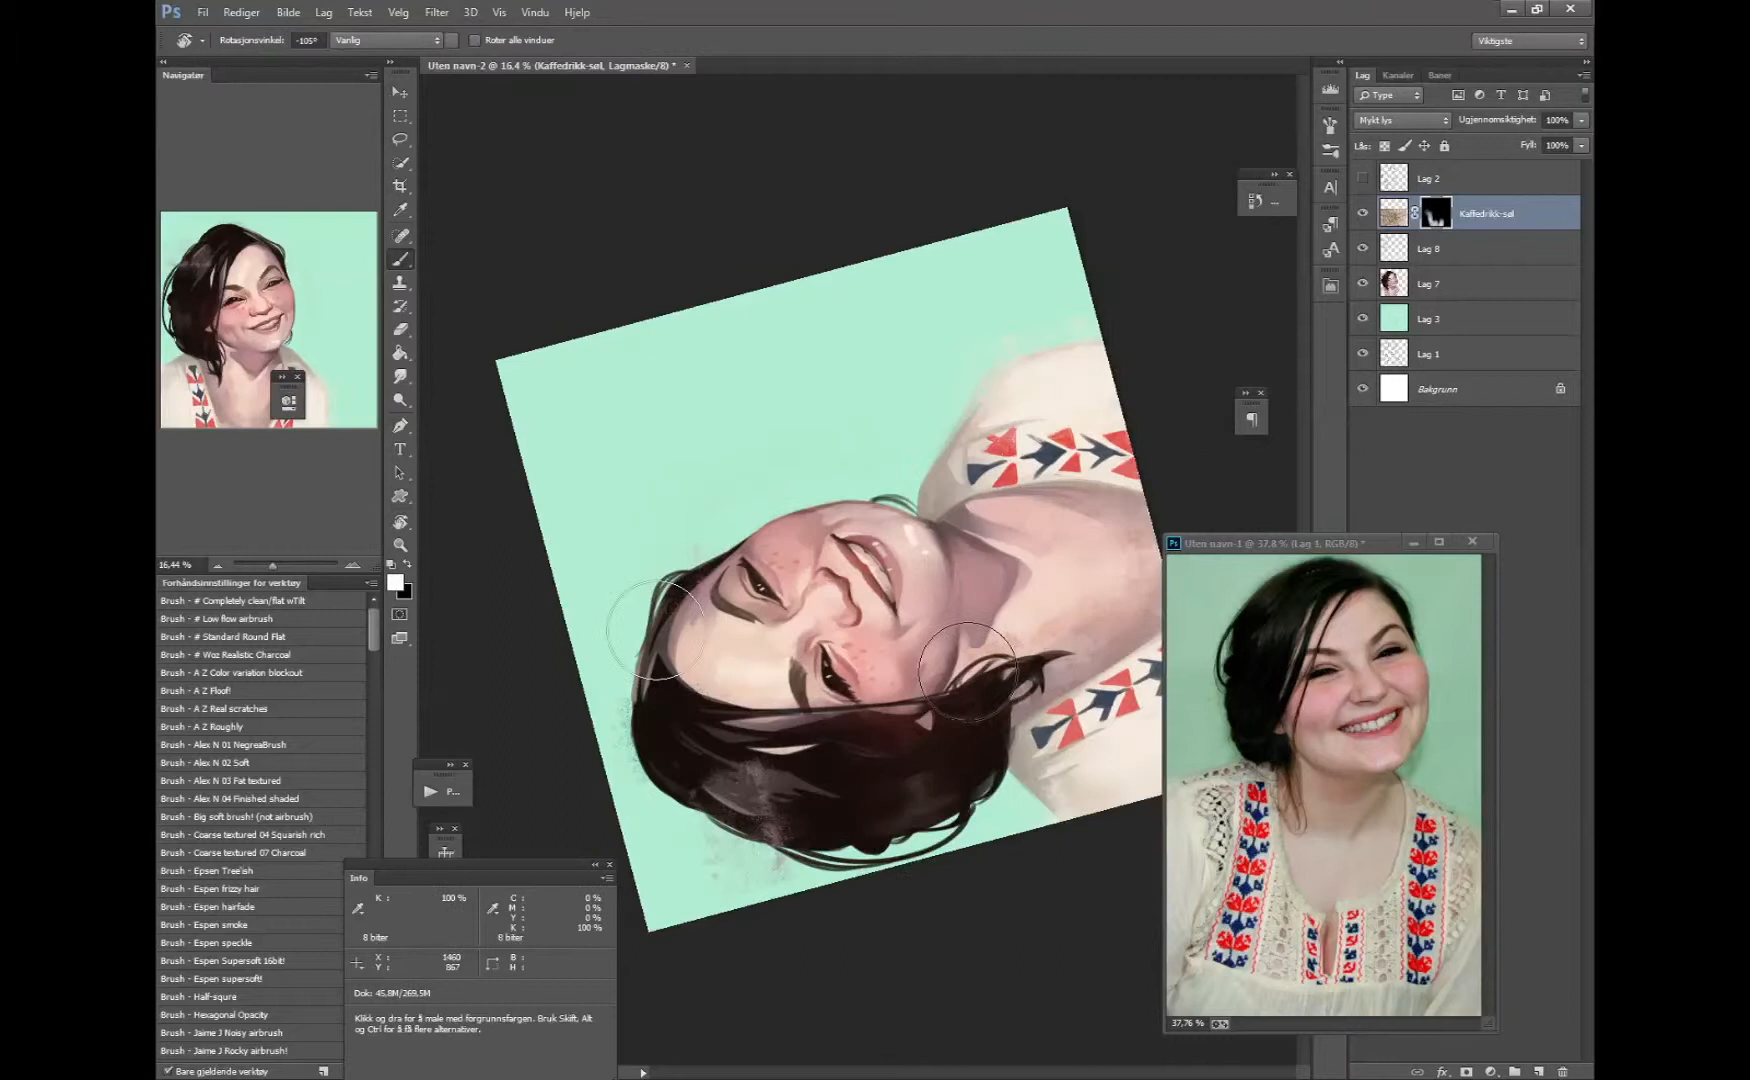 Ps Fil Rediger Bilde Lag Tekst Velg Filter 3D Vis Vindu Hjelp
Rotasjonsvinkel: -105° Vanlig Roter alle vinduer Viktigste
Navigatør
Uten navn-2 @ 16,4 % (Kaffedrikk-søl, Lagmaske/8) * ×
Lag Kanaler Baner
Type
Mykt lys Ugjennomsiktighet: 100%
Lås: Fyll: 100%
Lag 2
Kaffedrikk-søl
Lag 8
Lag 7
Lag 3
Lag 1
Bakgrunn
16,44 %
Forhåndsinnstillinger for verktøy
Brush - # Completely clean/flat wTilt
Brush - # Low flow airbrush
Brush - # Standard Round Flat
Brush - # Woz Realistic Charcoal
Brush - A Z Color variation blockout
Brush - A Z Floof!
Brush - A Z Real scratches
Brush - A Z Roughly
Brush - Alex N 01 NegreaBrush
Brush - Alex N 02 Soft
Brush - Alex N 03 Fat textured
Brush - Alex N 04 Finished shaded
Brush - Big soft brush! (not airbrush)
Brush - Coarse textured 04 Squarish rich
Brush - Coarse textured 07 Charcoal
Brush - Epsen Tree'ish
Brush - Espen frizzy hair
Brush - Espen hairfade
Brush - Espen smoke
Brush - Espen speckle
Brush - Espen Supersoft 16bit!
Brush - Espen supersoft!
Brush - Half-squre
Brush - Hexagonal Opacity
Brush - Jaime J Noisy airbrush
Brush - Jaime J Rocky airbrush!
Bare gjeldende verktøy
P...
Info
K : 100 %
8 biter
C : 0 %
M : 0 %
Y : 0 %
K : 100 %
8 biter
X : 1460
Y : 867
B :
H :
Dok: 45,8M/269,5M
Klikk og dra for å male med forgrunnsfargen. Bruk Skift, Alt
og Ctrl for å få flere alternativer.
Ps Uten navn-1 @ 37,8 % (Lag 1, RGB/8) *
37,76 %